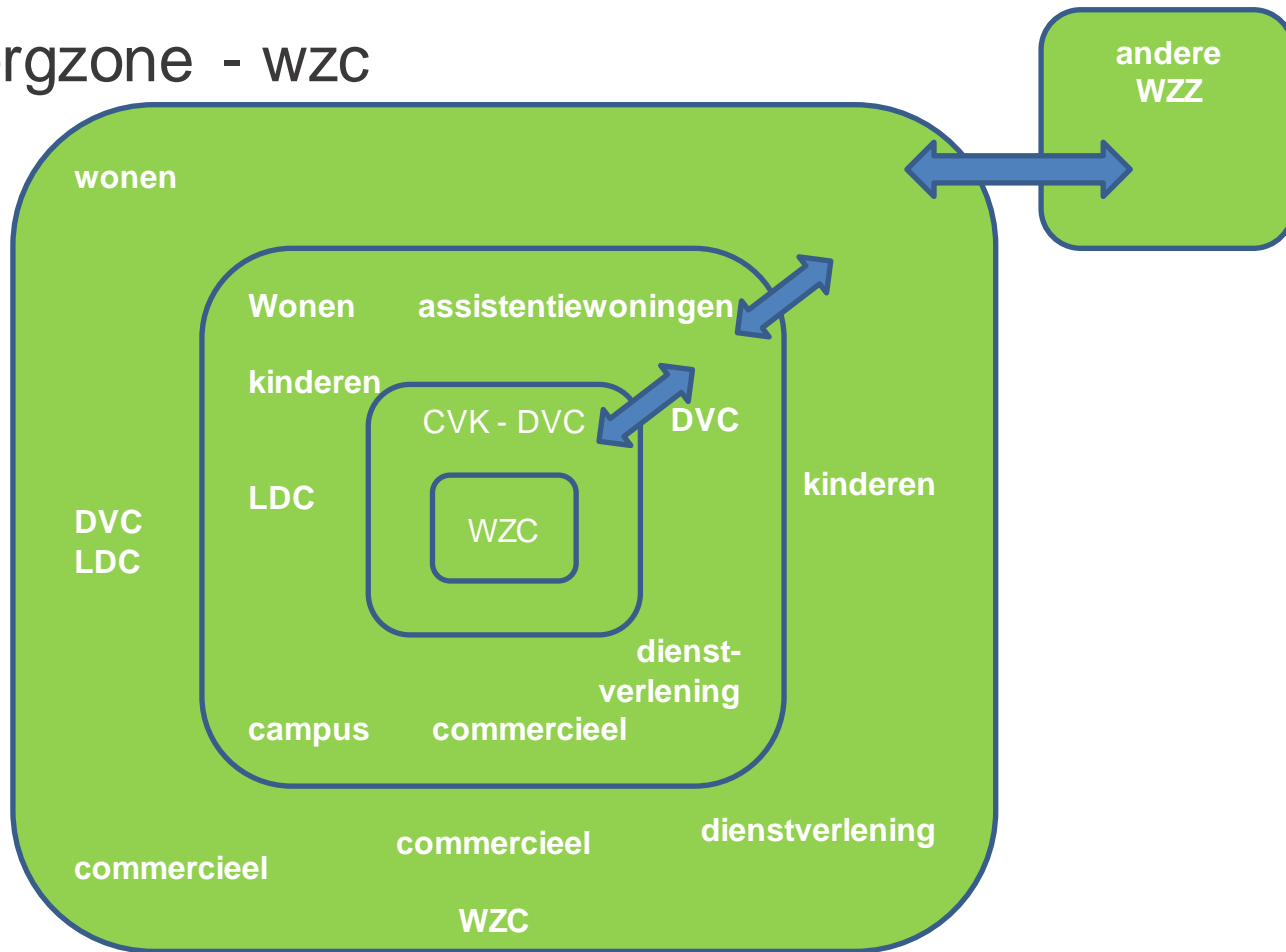 rgzone - wzc
andere
WZZ
wonen
Wonen assistentiewoningen
kinderen
CVK - DVC
DVC
kinderen
LDC
DVC
LDC
WZC
dienst-
verlening
campus commercieel
dienstverlening
commercieel
commercieel
WZC